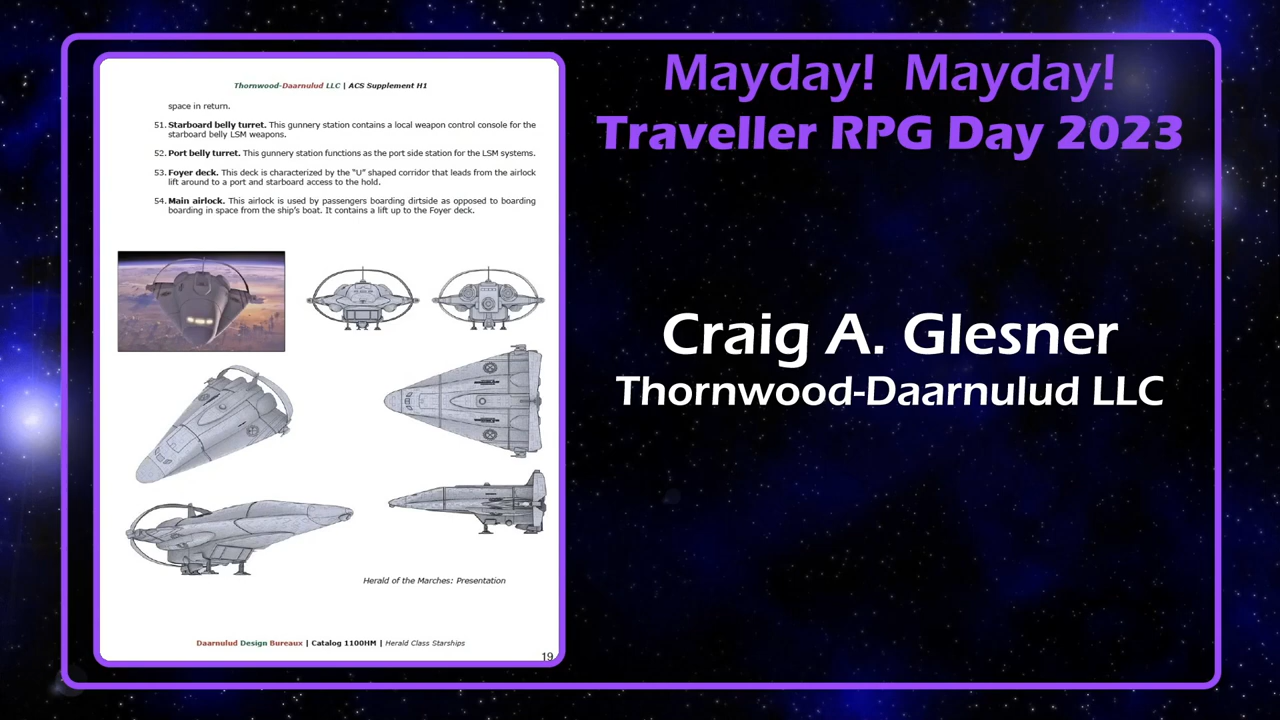 Thornwood-Daarnulud LLC | ACS Supplement H1
space in return.
51. Starboard belly turret. This gunnery station contains a local weapon control console for the
starboard belly LSM weapons.
52. Port belly turret. This gunnery station functions as the port side station for the LSM systems.
53. Foyer deck. This deck is characterized by the “U” shaped corridor that leads from the airlock
lift around to a port and starboard access to the hold.
54. Main airlock. This airlock is used by passengers boarding dirtside as opposed to boarding
boarding in space from the ship’s boat. It contains a lift up to the Foyer deck.
Herald of the Marches: Presentation
Daarnulud Design Bureaux | Catalog 1100HM | Herald Class Starships
19
Mayday! Mayday!
Traveller RPG Day 2023
Craig A. Glesner
Thornwood-Daarnulud LLC